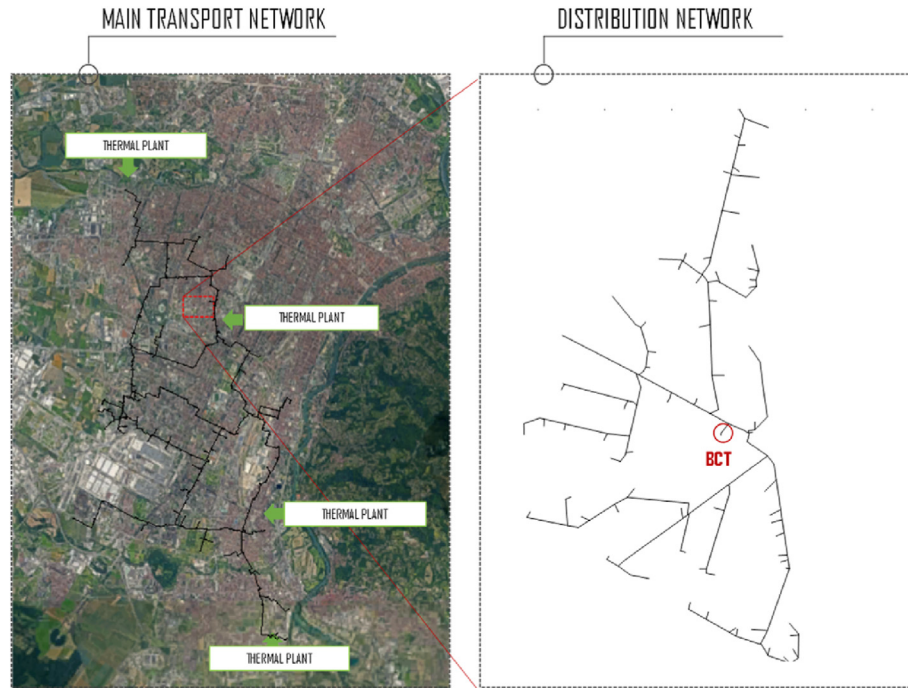 MAIN TRANSPORT NETWORK
DISTRIBUTION NETWORK
THERMAL PLANT
THERMAL PLANT
THERMAL PLANT
THERMAL PLANT
BCT